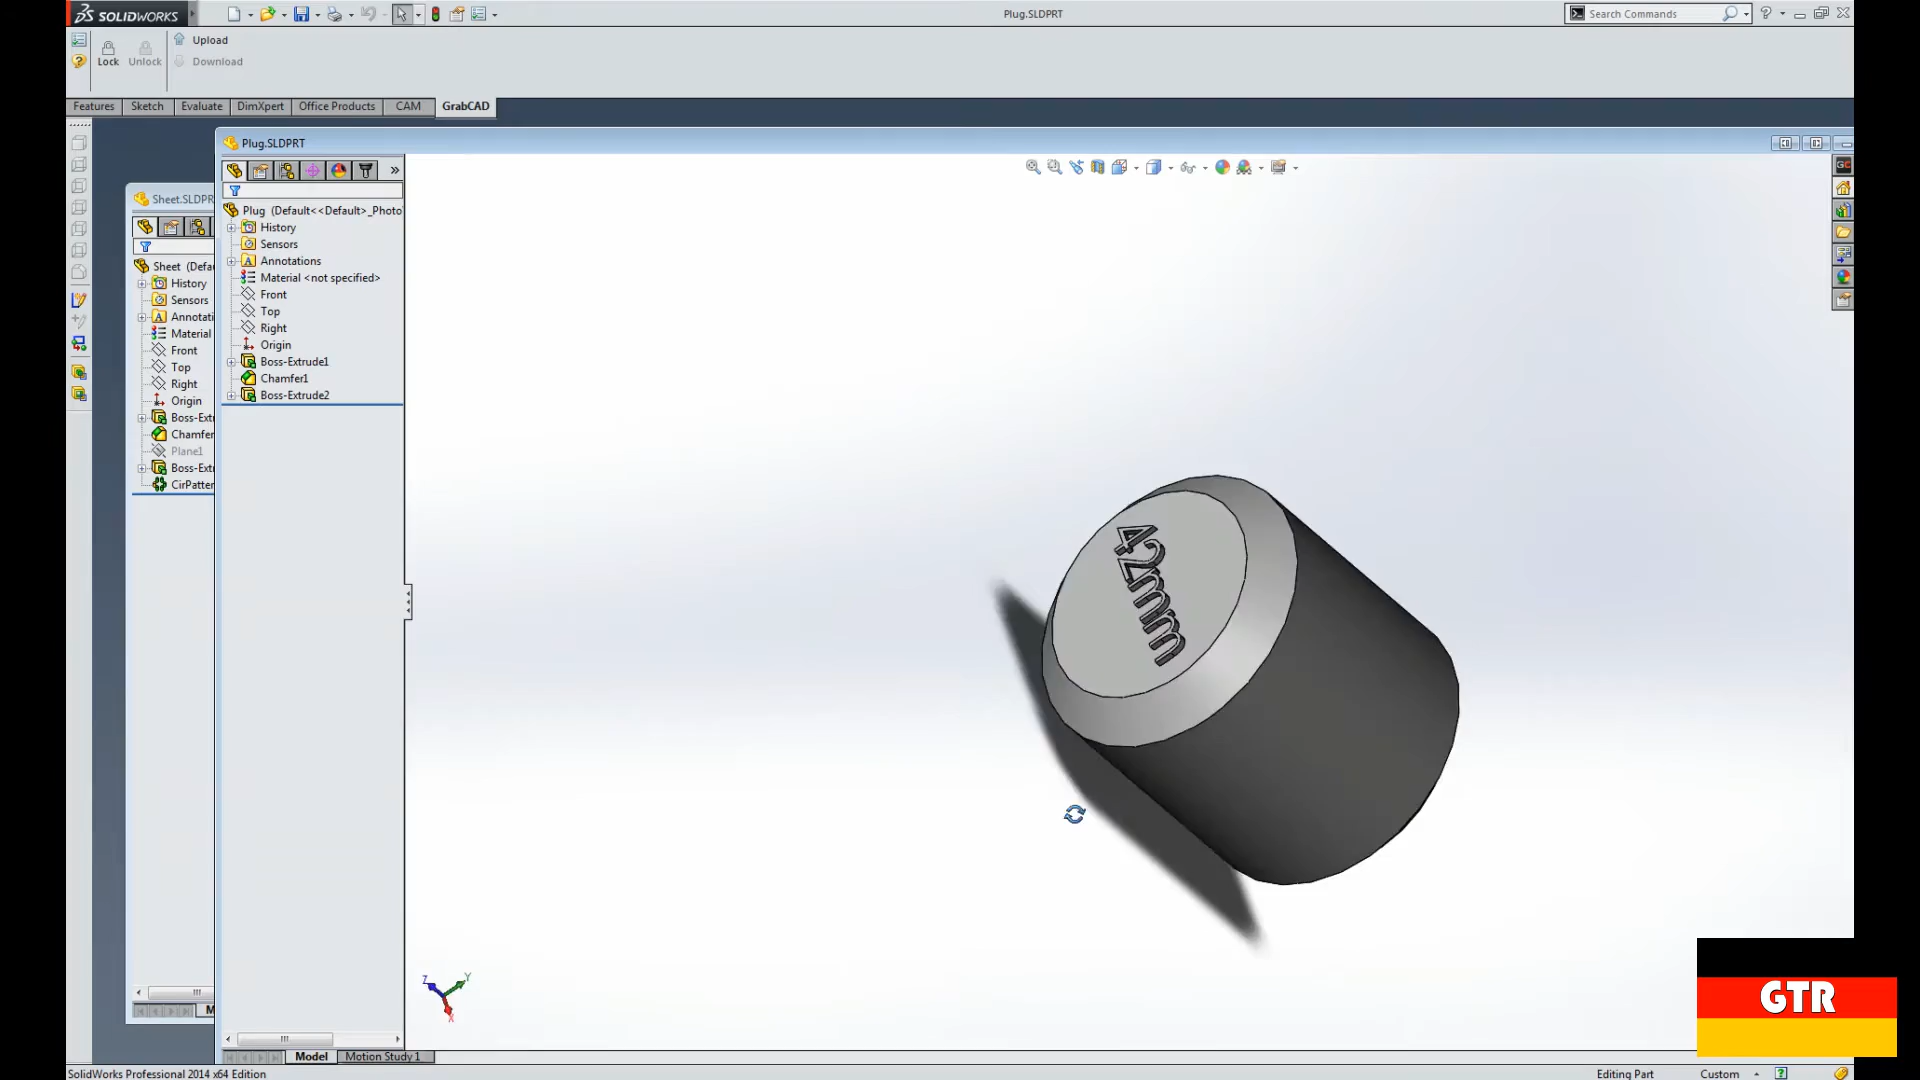 SOLIDWORKS
Plug.SLDPRT
Search Commands
Lock
Unlock
Upload
Download
Features
Sketch
Evaluate
DimXpert
Office Products
CAM
GrabCAD
Plug.SLDPRT
Plug (Default<<Default>_Photo
History
Sensors
Annotations
Material <not specified>
Front
Top
Right
Origin
Boss-Extrude1
Chamfer1
Boss-Extrude2
Sheet.SLDPR
Sheet (Defa
History
Sensors
Annotati
Material
Front
Top
Right
Origin
Boss-Ext
Chamfer
Plane1
Boss-Ext
CirPatter
42mm
Z
Y
X
GTR
M
Model
Motion Study 1
SolidWorks Professional 2014 x64 Edition
Editing Part
Custom